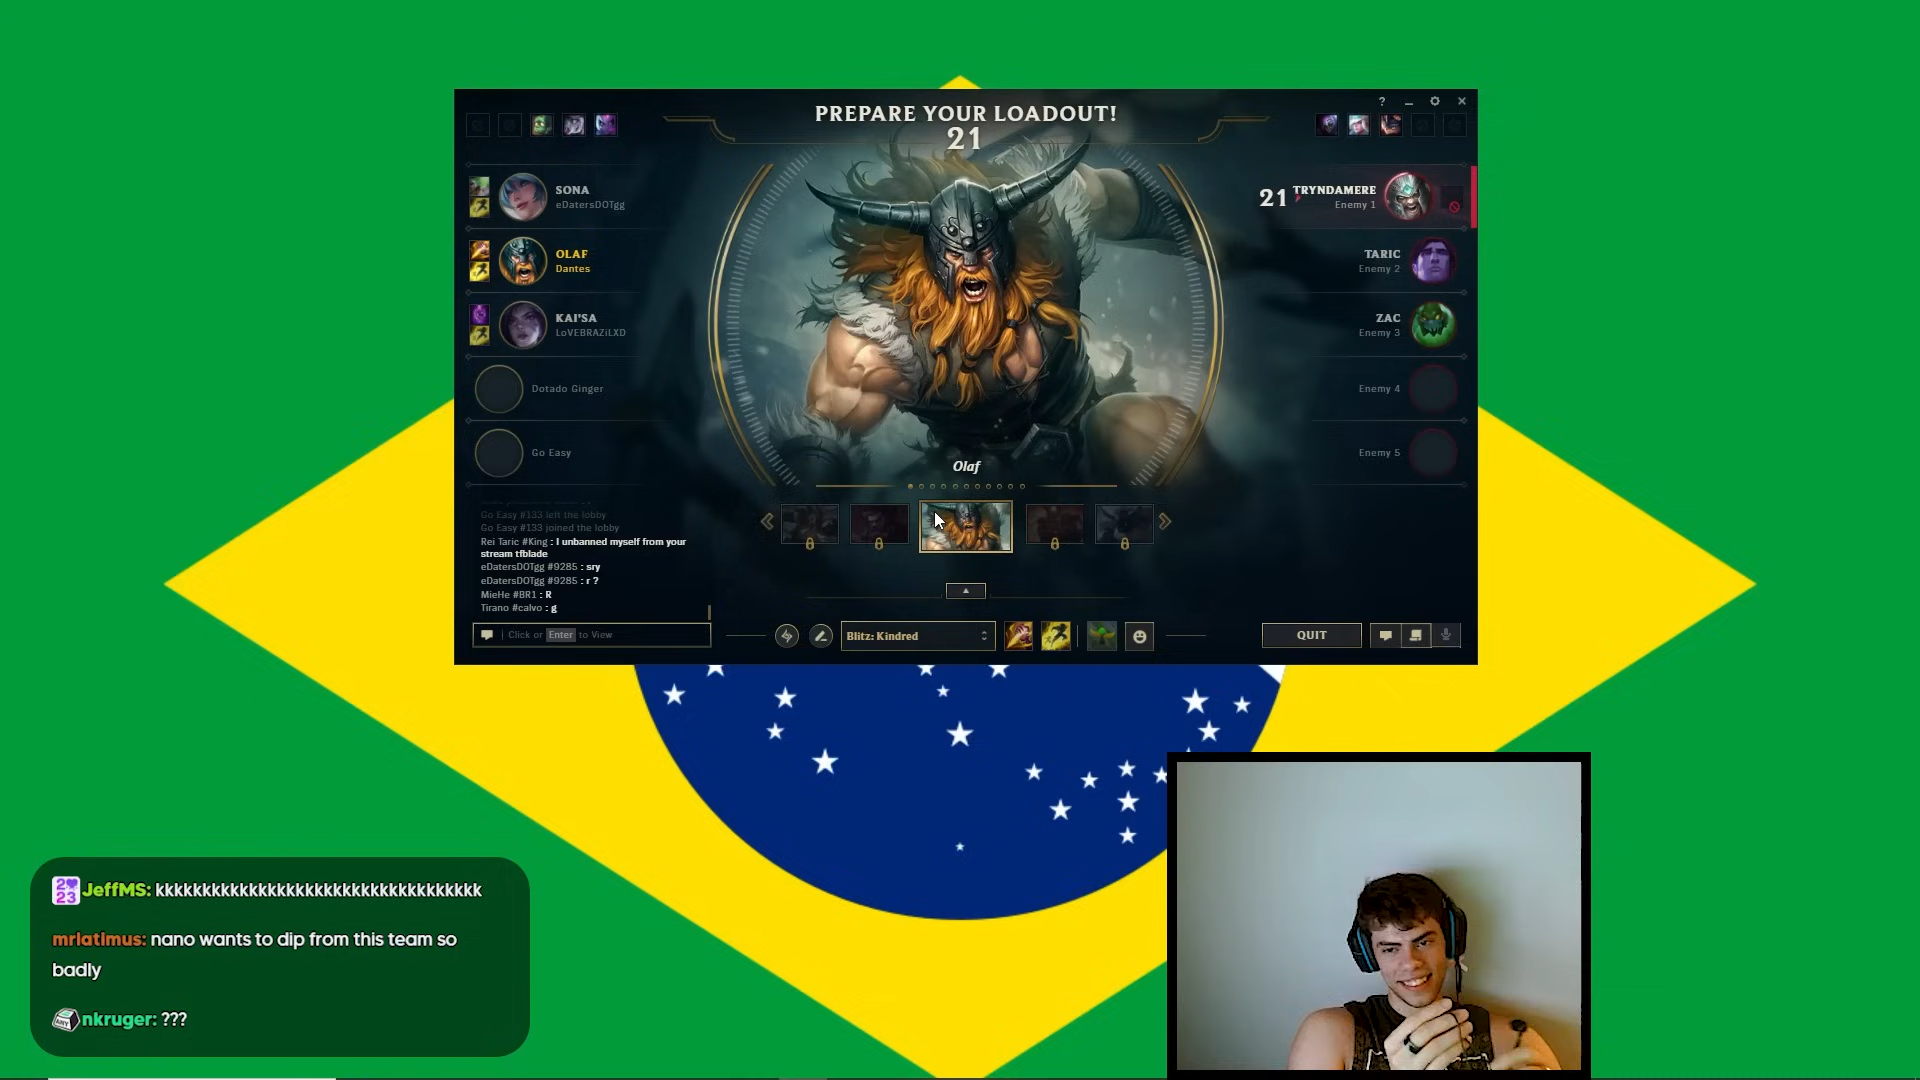 PREPARE YOUR LOADOUT!
21
?
SONA
eDatersDOTgg
OLAF
Dantes
KAI'SA
LoVEBRAZiLXD
Dotado Ginger
Go Easy
21 TRYNDAMERE
Enemy 1
TARIC
Enemy 2
ZAC
Enemy 3
Enemy 4
Enemy 5
Olaf
Go Easy #133 left the lobby
Go Easy #133 joined the lobby
Rei Taric #King : I unbanned myself from your
stream tfblade
eDatersDOTgg #9285 : sry
eDatersDOTgg #9285 : r ?
MieHe #BR1 : R
Tirano #calvo : g
Click or Enter to View
Blitz: Kindred
QUIT
2023 JeffMS: kkkkkkkkkkkkkkkkkkkkkkkkkkkkkkkkkkk
mrlatimus: nano wants to dip from this team so
badly
nkruger: ???